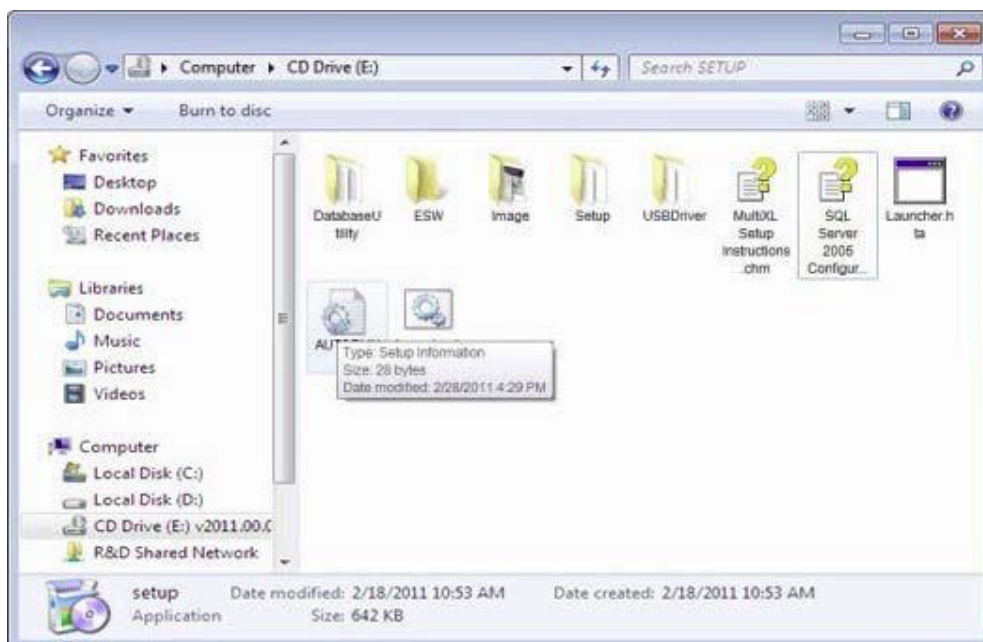 Computer ▸ CD Drive (E:)
Search SETUP
Organize
Burn to disc
Favorites
Desktop
Downloads
Recent Places
Libraries
Documents
Music
Pictures
Videos
Computer
Local Disk (C:)
Local Disk (D:)
CD Drive (E:) v2011.00.0
R&D Shared Network
DatabaseU
tility
ESW
Image
Setup
USBDriver
MultiXL
Setup
Instructions
.chm
SQL
Server
2005
Configur...
Launcher.h
ta
Type: Setup Information
Size: 28 bytes
Date modified: 2/28/2011 4:29 PM
setup
Date modified: 2/18/2011 10:53 AM
Date created: 2/18/2011 10:53 AM
Application
Size: 642 KB